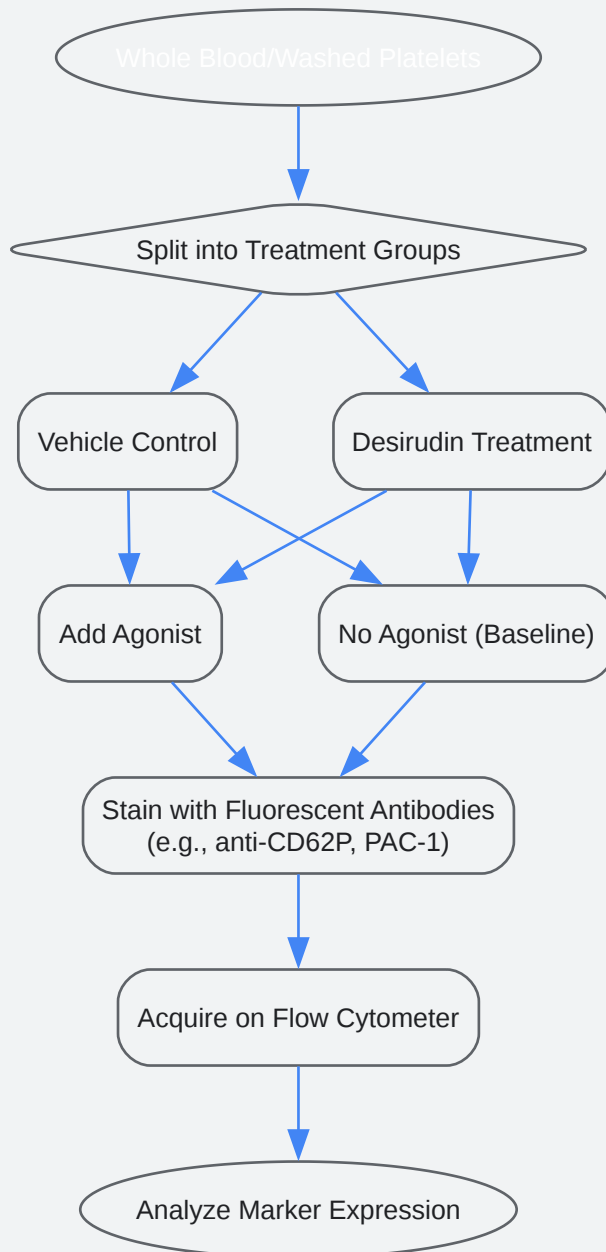 Whole Blood/Washed Platelets
Split into Treatment Groups
Vehicle Control
Desirudin Treatment
Add Agonist
No Agonist (Baseline)
Stain with Fluorescent Antibodies
(e.g., anti-CD62P, PAC-1)
Acquire on Flow Cytometer
Analyze Marker Expression